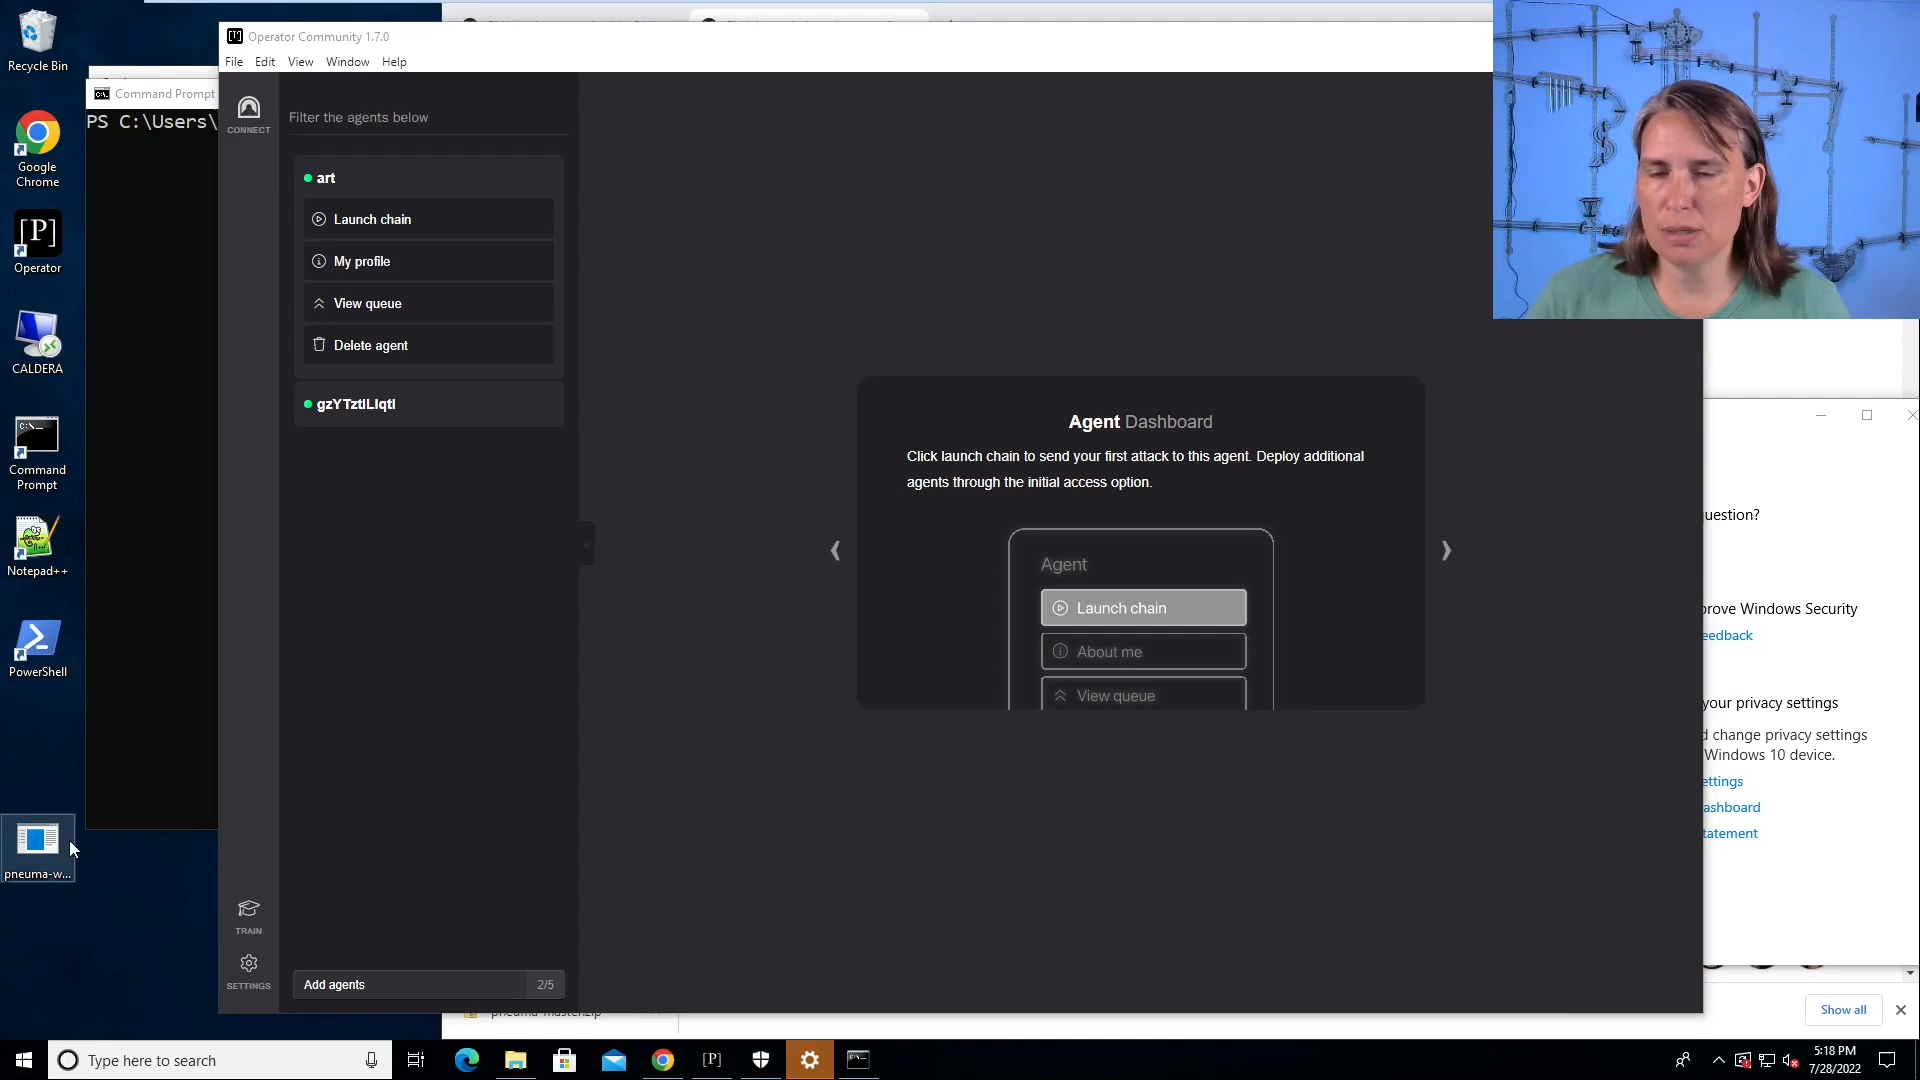 Recycle Bin
Google
Chrome
[P]
Operator
CALDERA
Command
Prompt
Notepad++
PowerShell
pneuma-w...
Command Prompt
PS C:\Users\
Operator Community 1.7.0
File Edit View Window Help
CONNECT
Filter the agents below
art
Launch chain
My profile
View queue
Delete agent
gzYTztlLlqtl
TRAIN
SETTINGS
Add agents 2/5
Agent Dashboard
Click launch chain to send your first attack to this agent. Deploy additional
agents through the initial access option.
Agent
Launch chain
About me
View queue
uestion?
prove Windows Security
eedback
your privacy settings
d change privacy settings
Windows 10 device.
ettings
ashboard
tatement
pneuma-master.zip
Show all
Type here to search
[P]
5:18 PM
7/28/2022